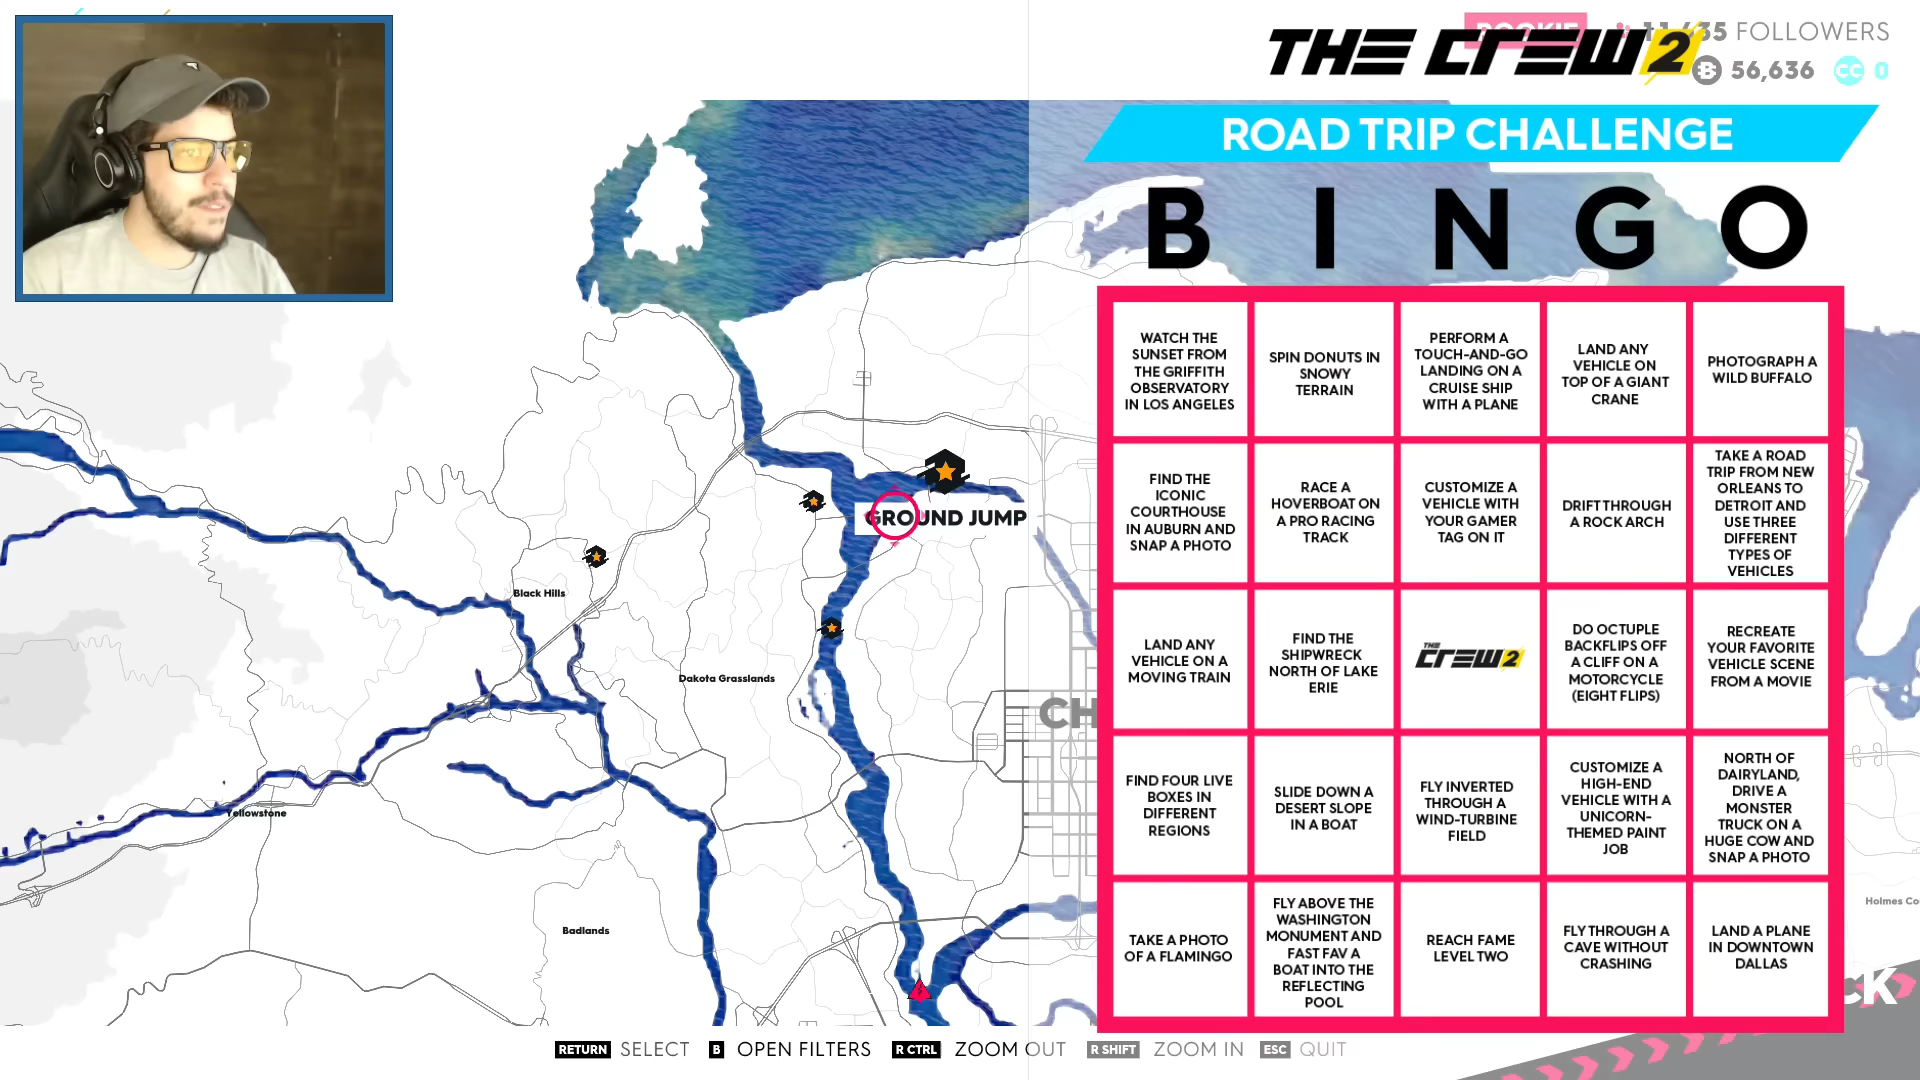 ROOKIE
FOLLOWERS
THE CREW 2
56,636
CC 0
ROAD TRIP CHALLENGE
B I N G O
WATCH THE
SUNSET FROM
THE GRIFFITH
OBSERVATORY
IN LOS ANGELES
SPIN DONUTS IN
SNOWY
TERRAIN
PERFORM A
TOUCH-AND-GO
LANDING ON A
CRUISE SHIP
WITH A PLANE
LAND ANY
VEHICLE ON
TOP OF A GIANT
CRANE
PHOTOGRAPH A
WILD BUFFALO
FIND THE
ICONIC
COURTHOUSE
IN AUBURN AND
SNAP A PHOTO
RACE A
HOVERBOAT ON
A PRO RACING
TRACK
CUSTOMIZE A
VEHICLE WITH
YOUR GAMER
TAG ON IT
DRIFT THROUGH
A ROCK ARCH
TAKE A ROAD
TRIP FROM NEW
ORLEANS TO
DETROIT AND
USE THREE
DIFFERENT
TYPES OF
VEHICLES
LAND ANY
VEHICLE ON A
MOVING TRAIN
FIND THE
SHIPWRECK
NORTH OF LAKE
ERIE
THE
CREW 2
DO OCTUPLE
BACKFLIPS OFF
A CLIFF ON A
MOTORCYCLE
(EIGHT FLIPS)
RECREATE
YOUR FAVORITE
VEHICLE SCENE
FROM A MOVIE
FIND FOUR LIVE
BOXES IN
DIFFERENT
REGIONS
SLIDE DOWN A
DESERT SLOPE
IN A BOAT
FLY INVERTED
THROUGH A
WIND-TURBINE
FIELD
CUSTOMIZE A
HIGH-END
VEHICLE WITH A
UNICORN-
THEMED PAINT
JOB
NORTH OF
DAIRYLAND,
DRIVE A
MONSTER
TRUCK ON A
HUGE COW AND
SNAP A PHOTO
TAKE A PHOTO
OF A FLAMINGO
FLY ABOVE THE
WASHINGTON
MONUMENT AND
FAST FAV A
BOAT INTO THE
REFLECTING
POOL
REACH FAME
LEVEL TWO
FLY THROUGH A
CAVE WITHOUT
CRASHING
LAND A PLANE
IN DOWNTOWN
DALLAS
GROUND JUMP
Black Hills
Dakota Grasslands
CH
Yellowstone
Badlands
Holmes Co
CK
RETURN SELECT B OPEN FILTERS R CTRL ZOOM OUT R SHIFT ZOOM IN ESC QUIT